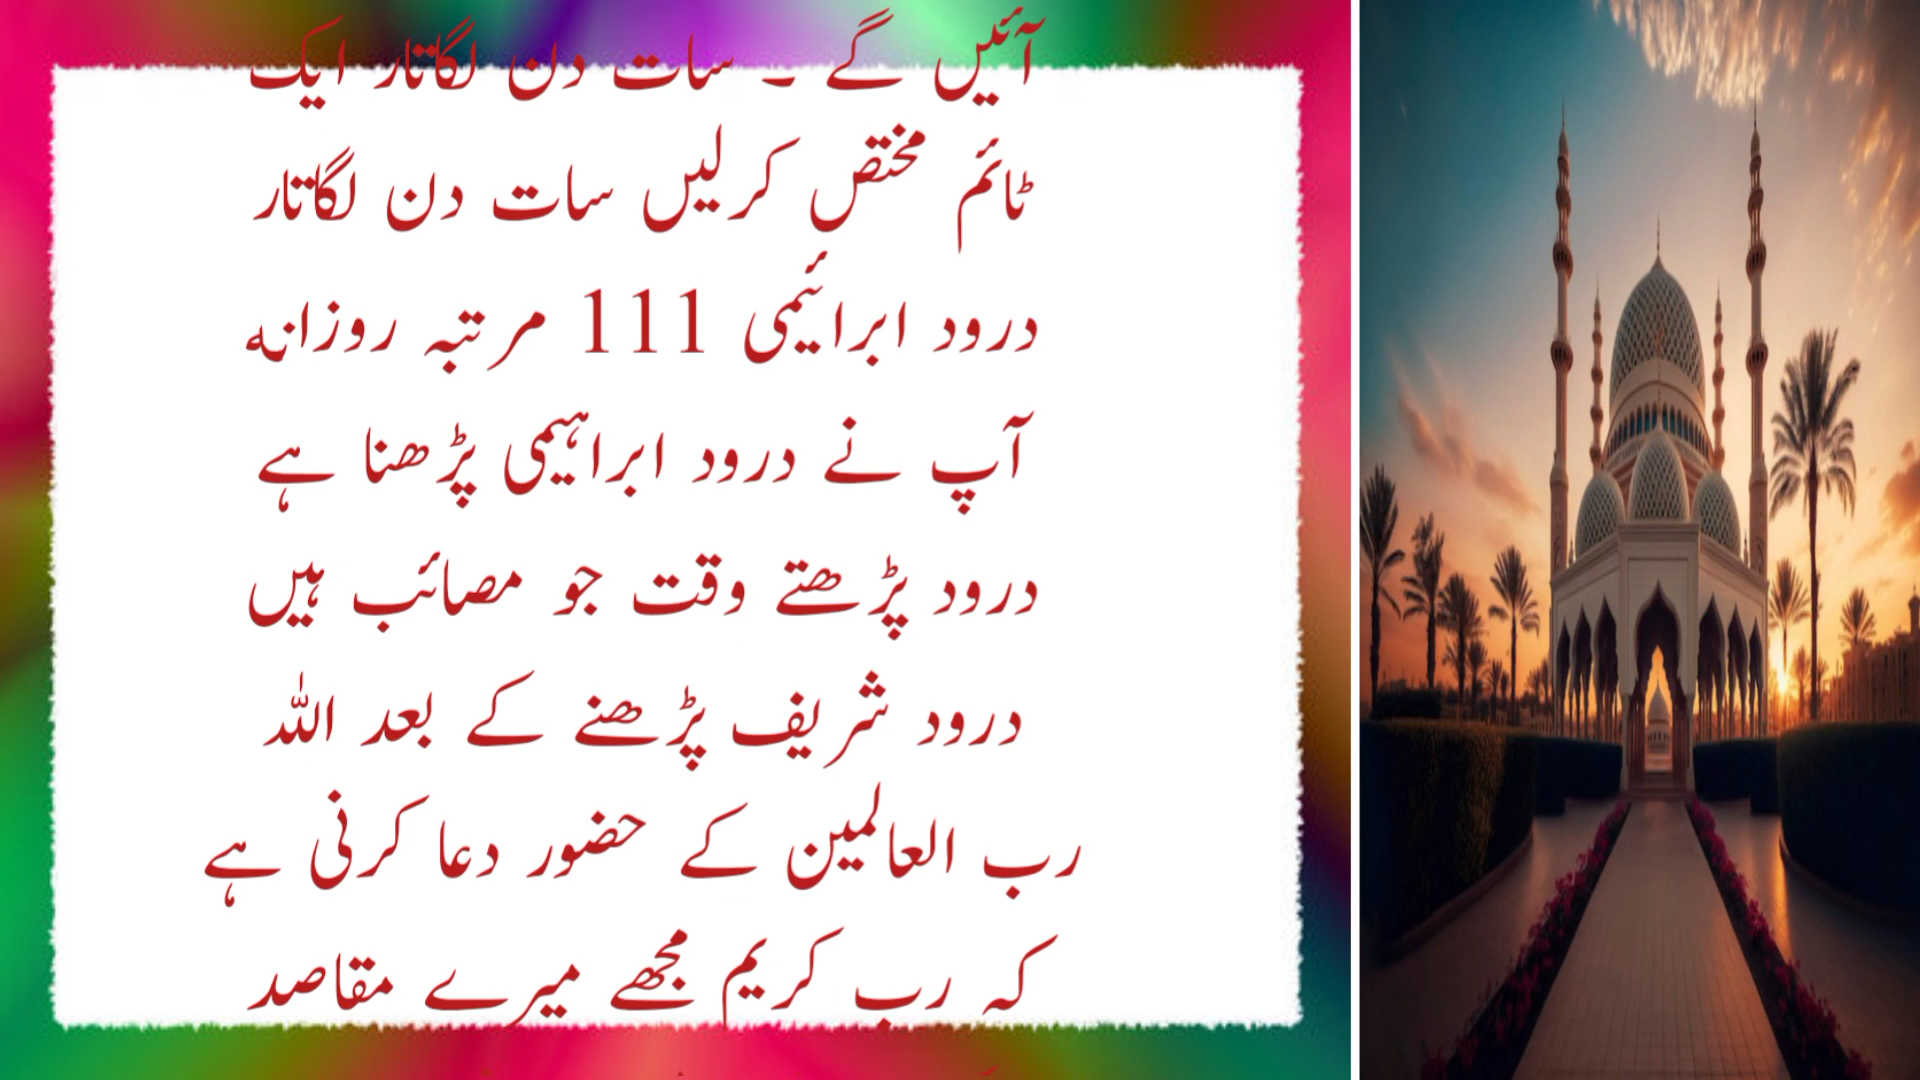 آئیں گے ۔ سات دن لگاتار ایک
ٹائم مختص کرلیں سات دن لگاتار
درود ابرائیمی 111 مرتبہ روزانہ
آپ نے درود ابراہیمی پڑھنا ہے
درود پڑھتے وقت جو مصائب ہیں
درود شریف پڑھنے کے بعد اللہ
رب العالمین کے حضور دعا کرنی ہے
کہ رب کریم مجھے میرے مقاصد